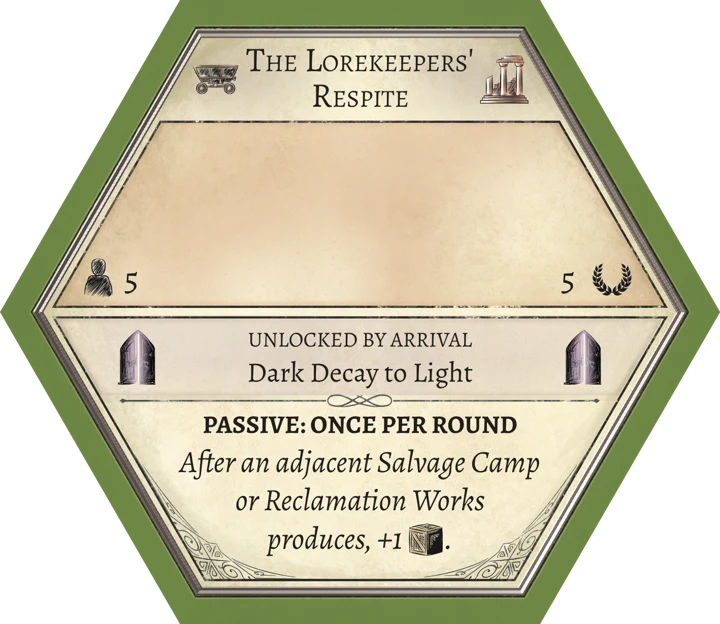 The Lorekeepers'
Respite
5 5
UNLOCKED BY ARRIVAL
Dark Decay to Light
PASSIVE: ONCE PER ROUND
After an adjacent Salvage Camp
or Reclamation Works
produces, +1 .